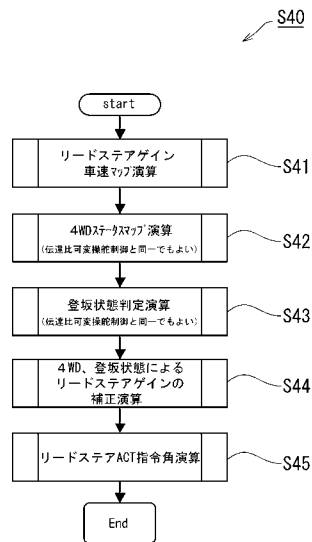 S40
start
リードステアゲイン
車速マップ演算
S41
4WDステータスマップ演算
(伝達比可変操舵制御と同一でもよい)
S42
登坂状態判定演算
(伝達比可変操舵制御と同一でもよい)
S43
4WD、登坂状態による
リードステアゲインの
補正演算
S44
リードステアACT指令角演算
S45
End